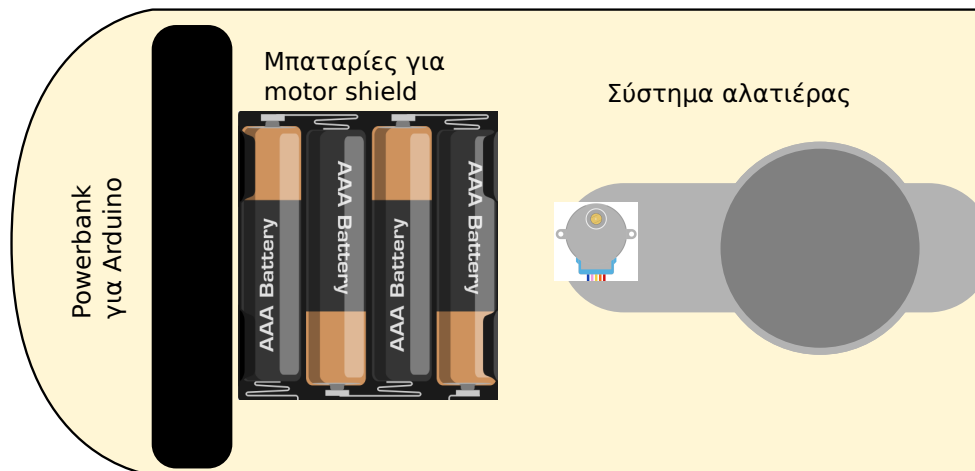 Μπαταρίες για
motor shield
Σύστημα αλατιέρας
Powerbank
για Arduino
AAA Battery
AAA Battery
AAA Battery
AAA Battery